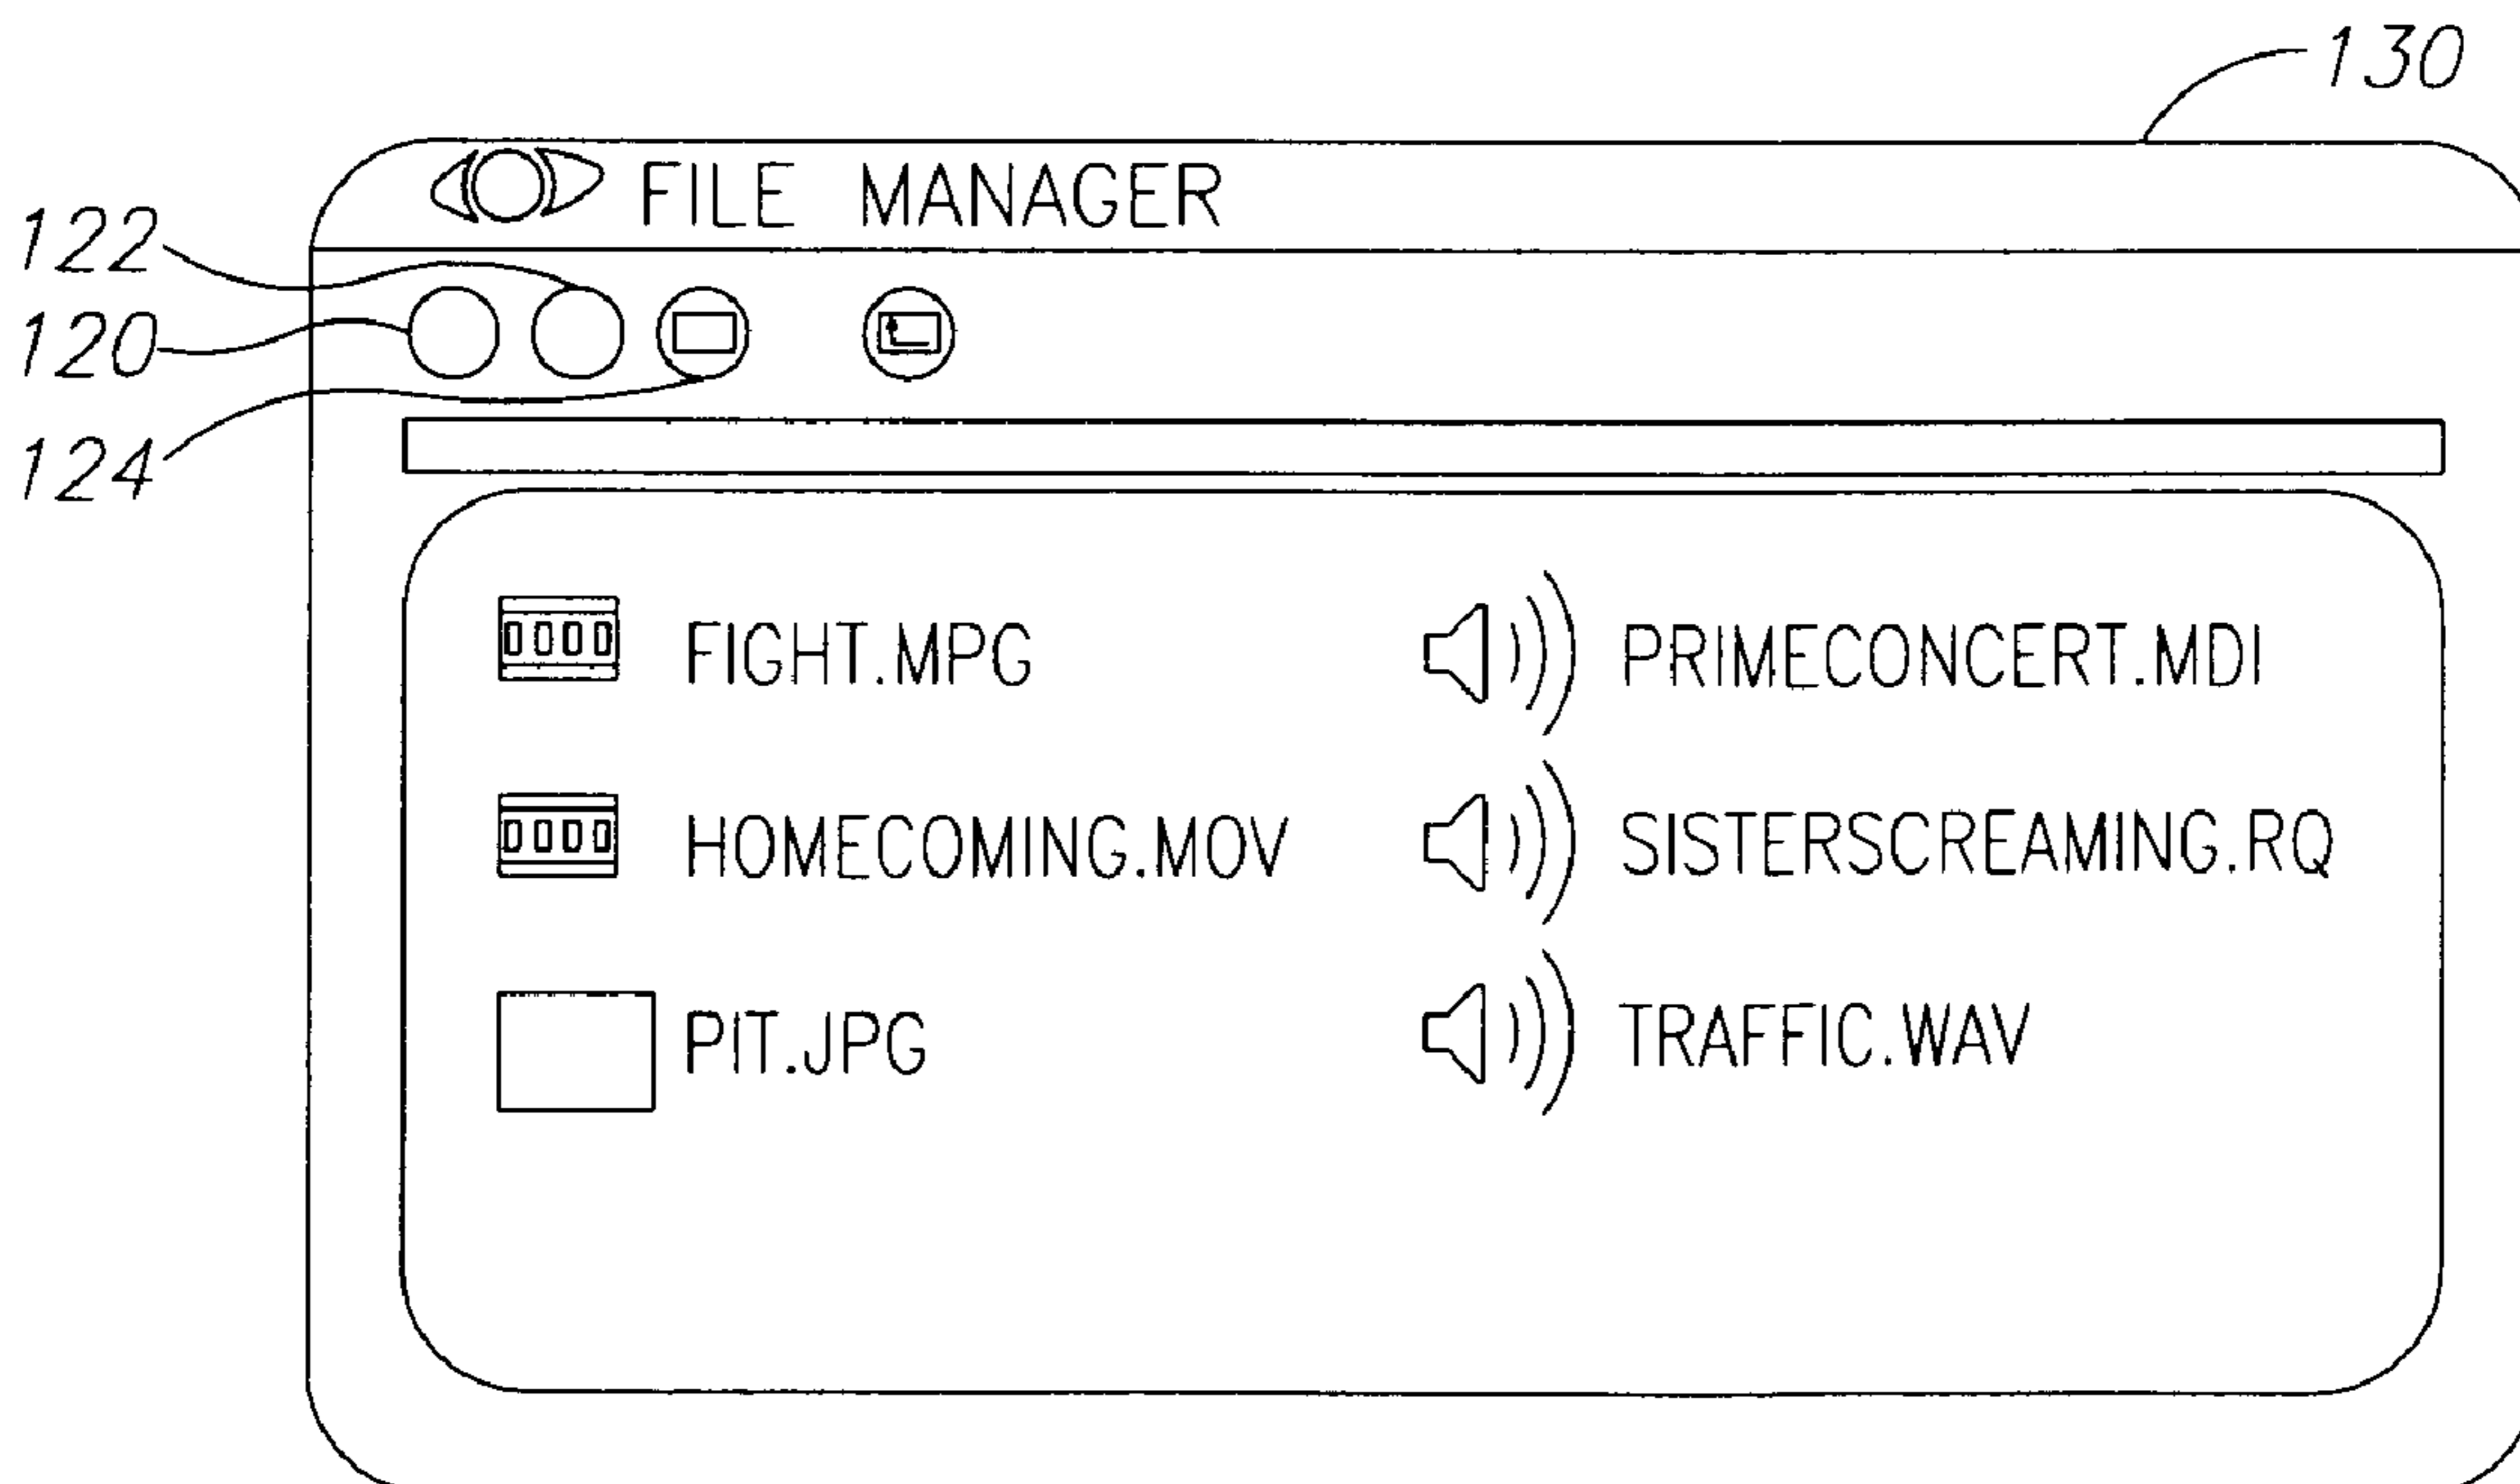 130
FILE MANAGER
122
120
124
FIGHT.MPG
PRIMECONCERT.MDI
HOMECOMING.MOV
SISTERSCREAMING.RQ
PIT.JPG
TRAFFIC.WAV